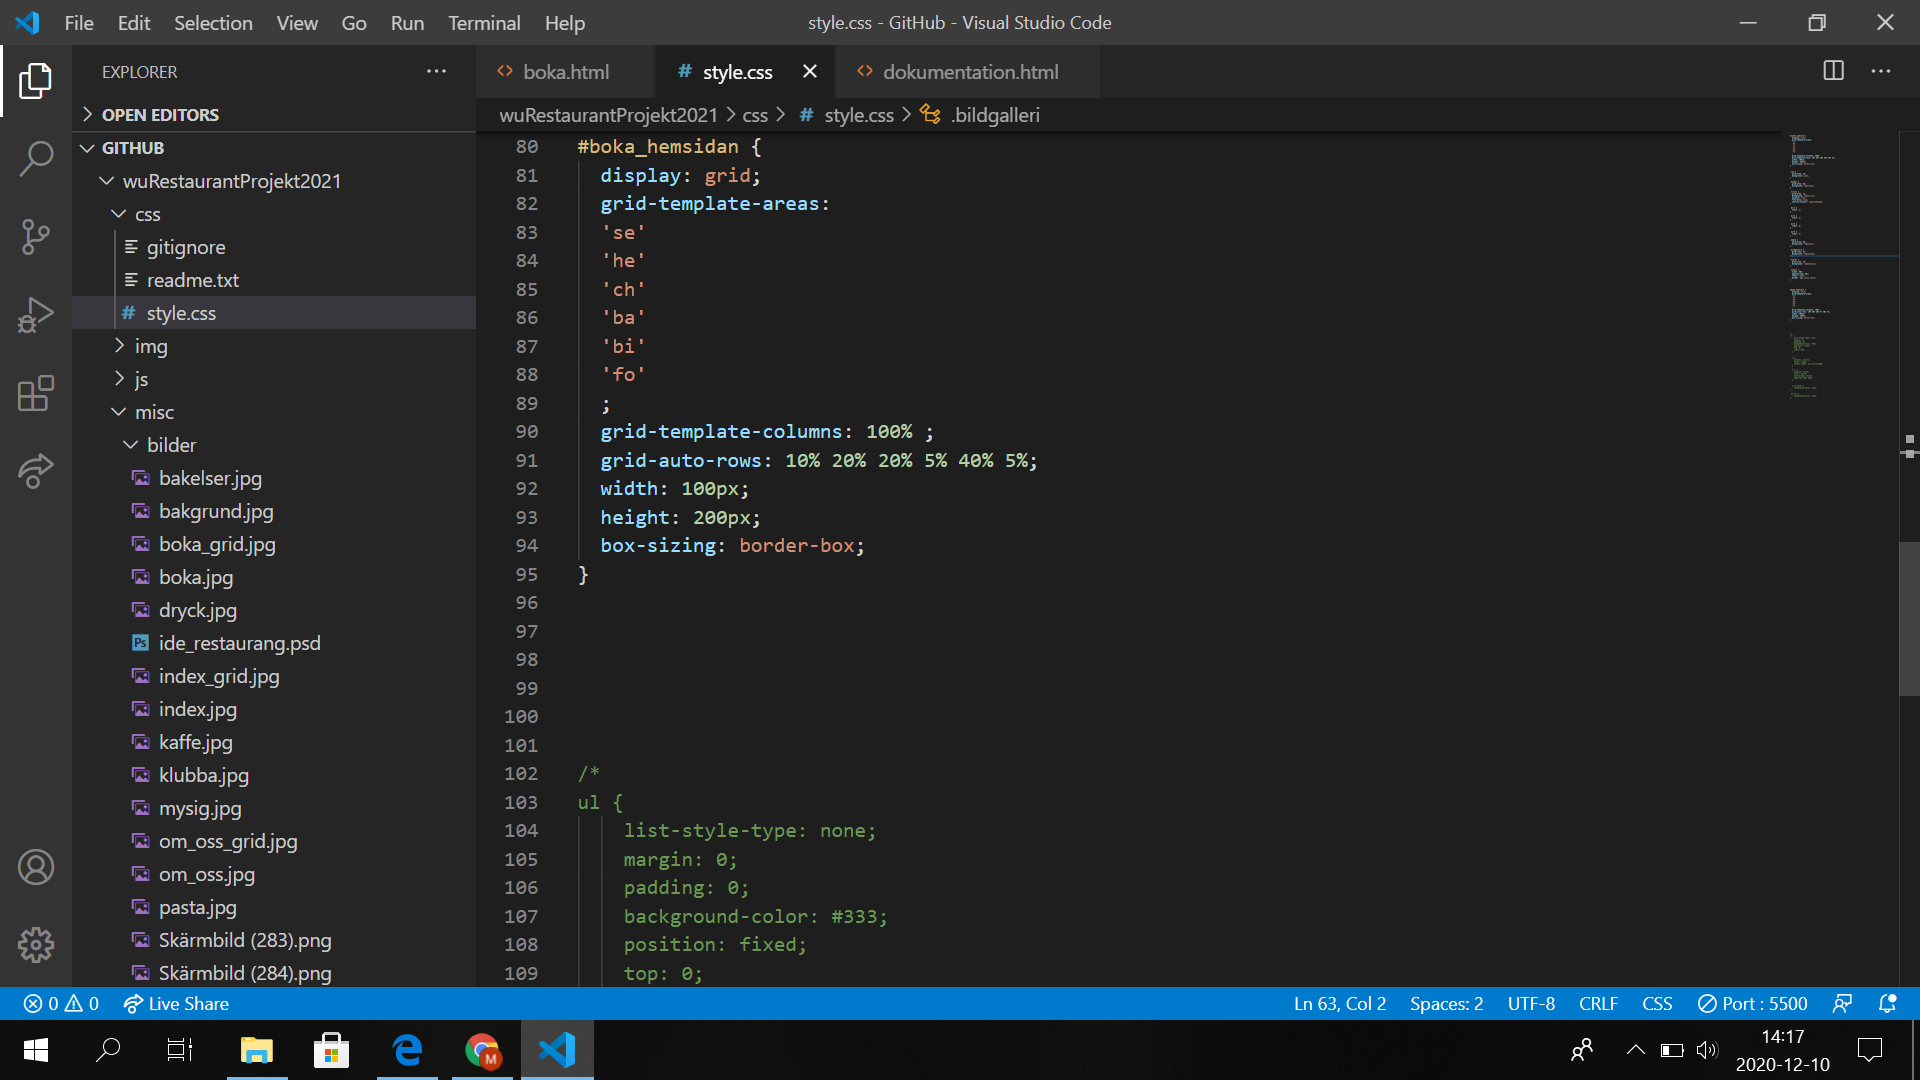 File Edit Selection View Go Run Terminal Help
style.css - GitHub - Visual Studio Code
EXPLORER
boka.html
# style.css
dokumentation.html
OPEN EDITORS
wuRestaurantProjekt2021 > css > # style.css > .bildgalleri
GITHUB
wuRestaurantProjekt2021
css
gitignore
readme.txt
# style.css
img
js
misc
bilder
bakelser.jpg
bakgrund.jpg
boka_grid.jpg
boka.jpg
dryck.jpg
Ps ide_restaurang.psd
index_grid.jpg
index.jpg
kaffe.jpg
klubba.jpg
mysig.jpg
om_oss_grid.jpg
om_oss.jpg
pasta.jpg
Skärmbild (283).png
Skärmbild (284).png
80 #boka_hemsidan {
81 display: grid;
82 grid-template-areas:
83 'se'
84 'he'
85 'ch'
86 'ba'
87 'bi'
88 'fo'
89 ;
90 grid-template-columns: 100% ;
91 grid-auto-rows: 10% 20% 20% 5% 40% 5%;
92 width: 100px;
93 height: 200px;
94 box-sizing: border-box;
95 }
96
97
98
99
100
101
102 /*
103 ul {
104 list-style-type: none;
105 margin: 0;
106 padding: 0;
107 background-color: #333;
108 position: fixed;
109 top: 0;
0 0 Live Share
Ln 63, Col 2 Spaces: 2 UTF-8 CRLF CSS Port : 5500
M
14:17
2020-12-10